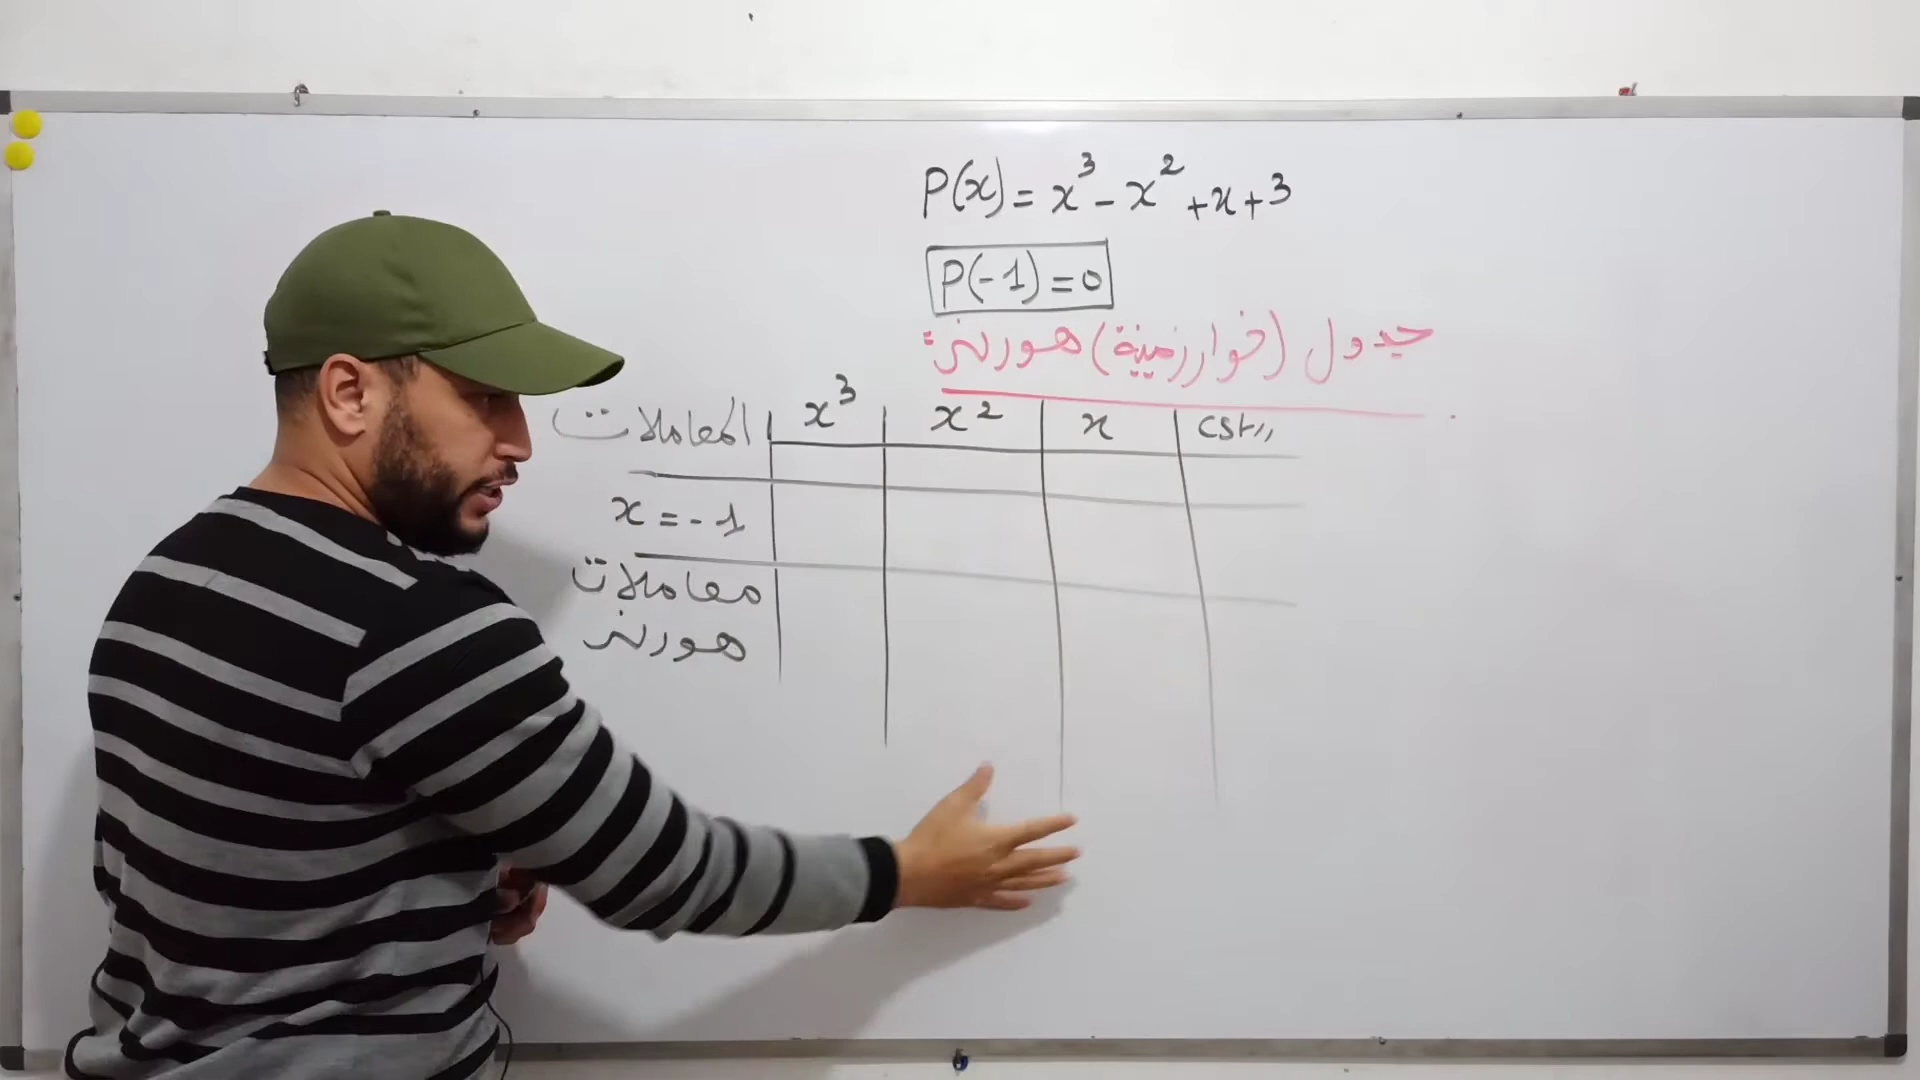 P(x) = x³ - x² + x + 3
P(-1) = 0
جدول (خوارزمية) هورنر:
المعاملات | x³ | x² | x | cst,,
x = -1
معاملات
هورنر